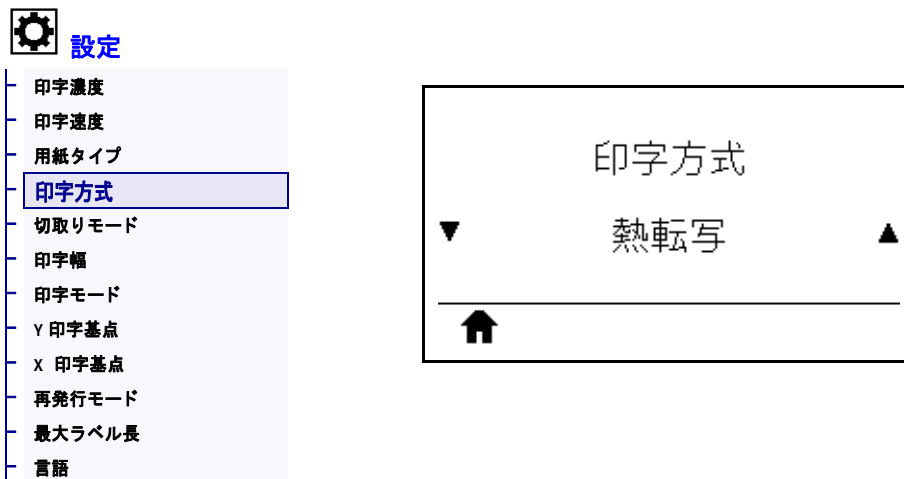 設定
印字濃度
印字速度
用紙タイプ
印字方式
切取りモード
印字幅
印字モード
Y 印字基点
X 印字基点
再発行モード
最大ラベル長
言語
印字方式
▼ 熱転写 ▲